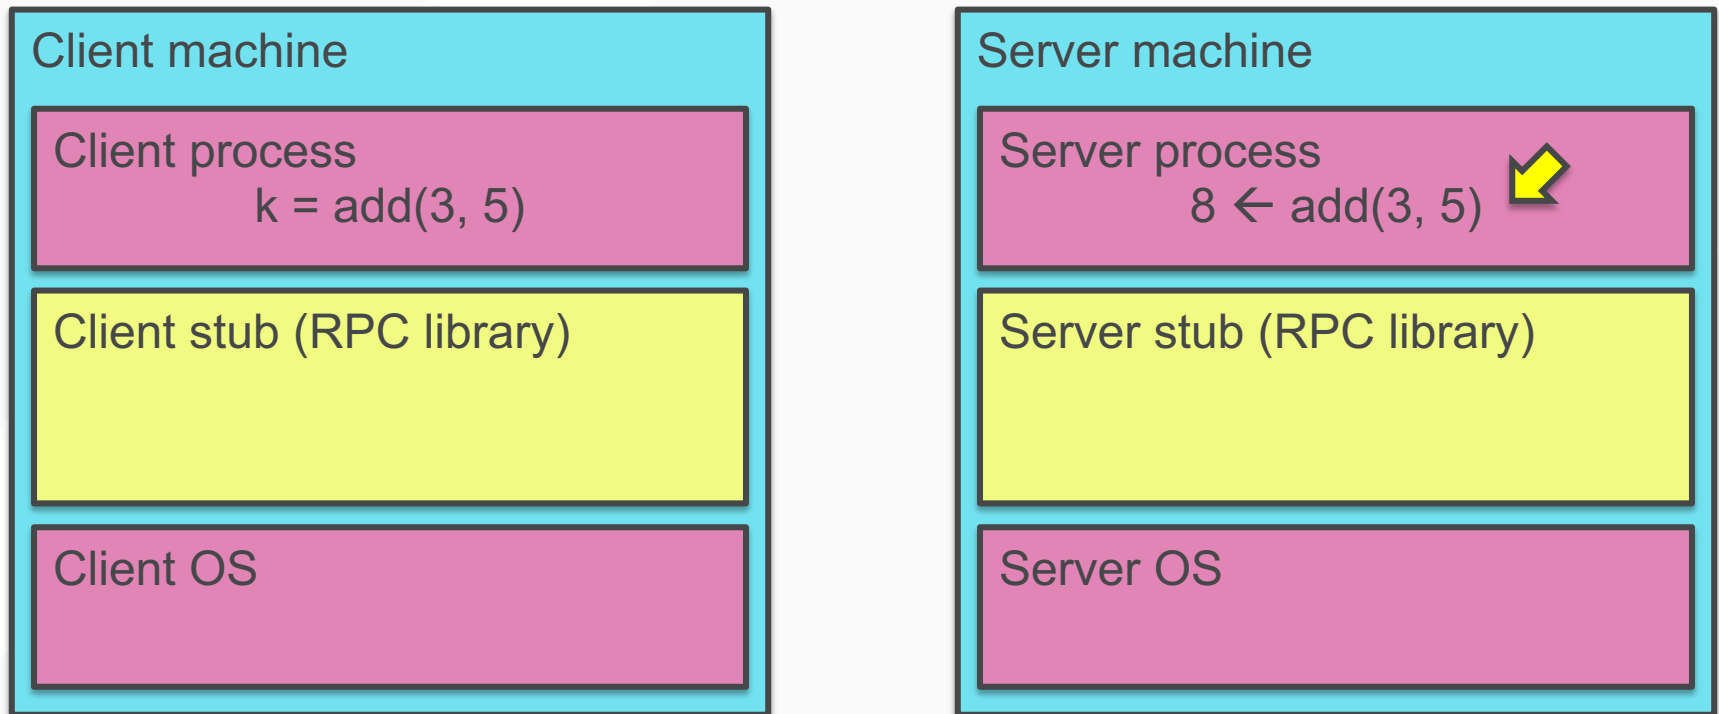 Client machine
Client process
k = add(3, 5)
Client stub (RPC library)
Client OS
Server machine
Server process
8 ← add(3, 5)
Server stub (RPC library)
Server OS